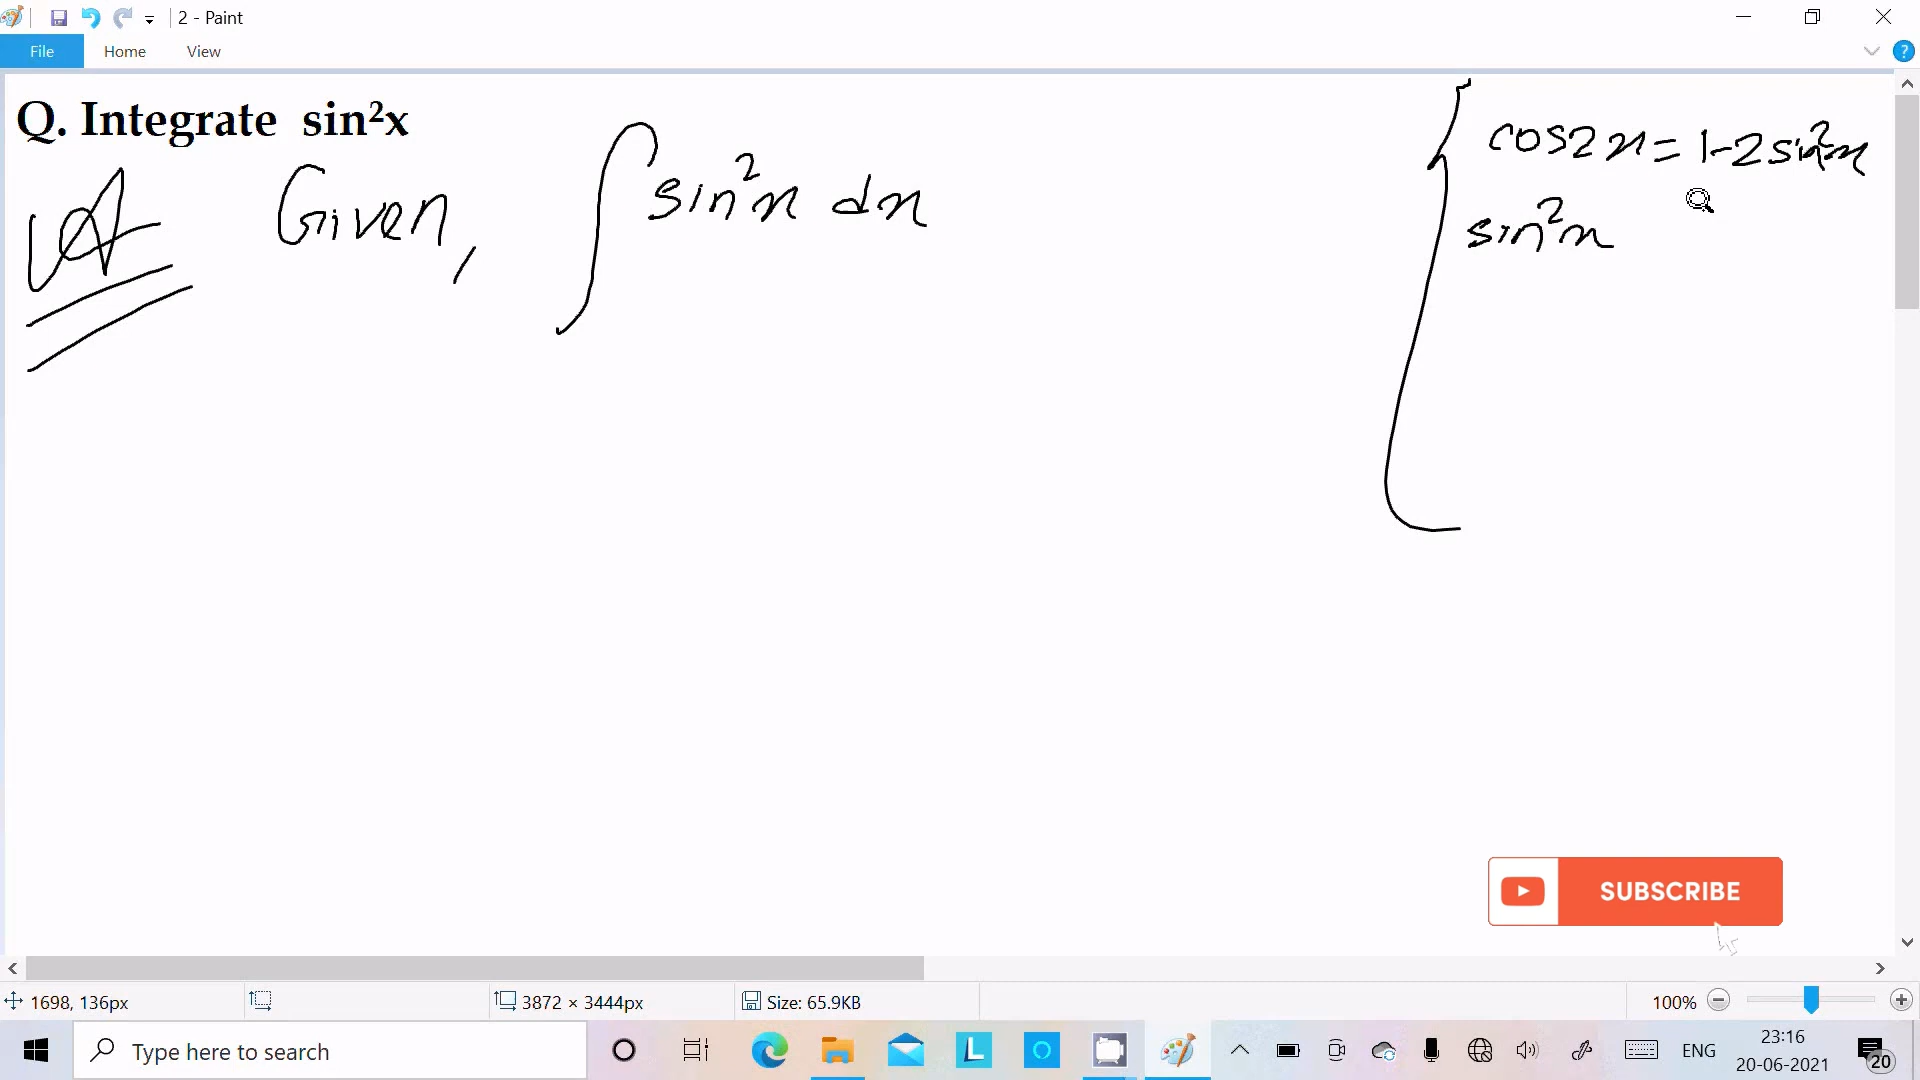 2 - Paint
File Home View
Q. Integrate sin²x
Given, ∫ sin²x dx
cos2x = 1-2sin²x
sin²x
SUBSCRIBE
1698, 136px 3872 × 3444px Size: 65.9KB 100%
Type here to search
ENG
23:16
20-06-2021
20